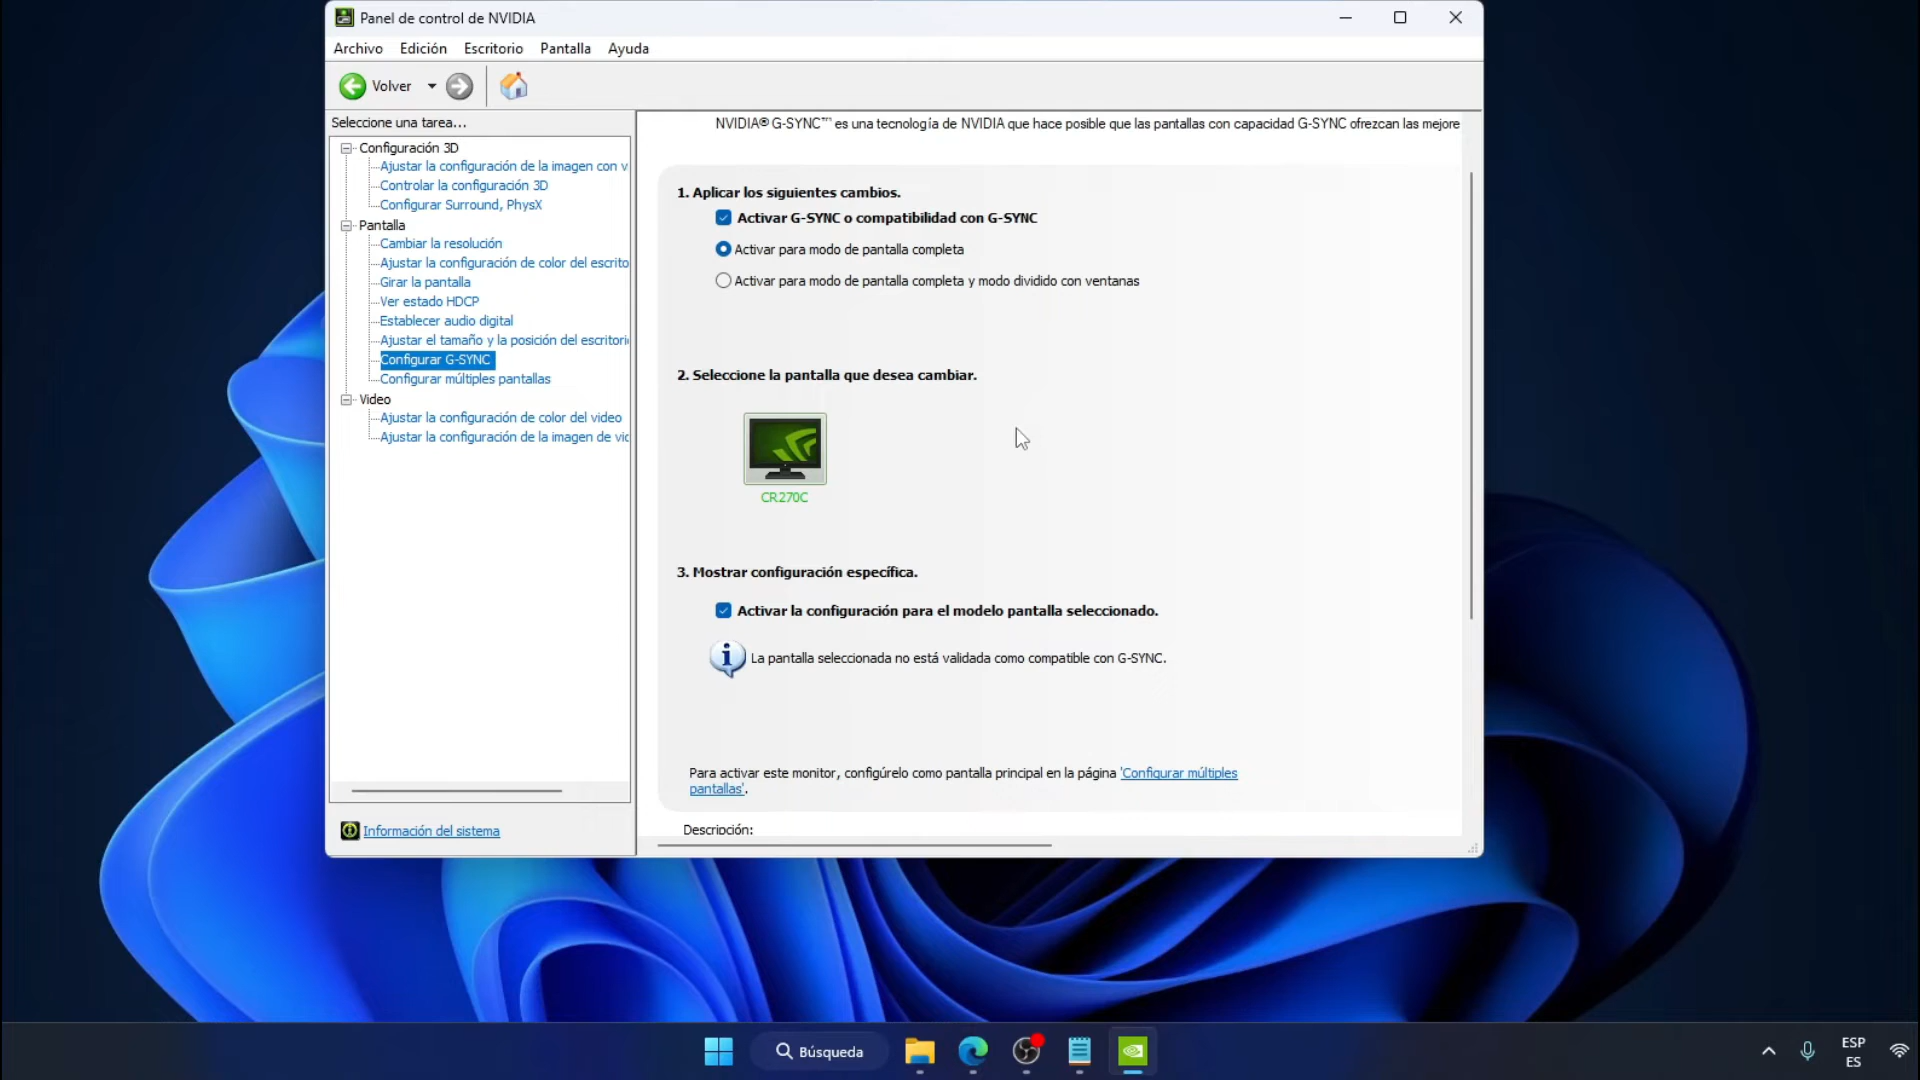 Panel de control de NVIDIA
Archivo Edición Escritorio Pantalla Ayuda
Volver
Seleccione una tarea...
Configuración 3D
Ajustar la configuración de la imagen con v
Controlar la configuración 3D
Configurar Surround, PhysX
Pantalla
Cambiar la resolución
Ajustar la configuración de color del escrito
Girar la pantalla
Ver estado HDCP
Establecer audio digital
Ajustar el tamaño y la posición del escritori
Configurar G-SYNC
Configurar múltiples pantallas
Video
Ajustar la configuración de color del video
Ajustar la configuración de la imagen de vid
Información del sistema
NVIDIA® G-SYNC™ es una tecnología de NVIDIA que hace posible que las pantallas con capacidad G-SYNC ofrezcan las mejore
1. Aplicar los siguientes cambios.
Activar G-SYNC o compatibilidad con G-SYNC
Activar para modo de pantalla completa
Activar para modo de pantalla completa y modo dividido con ventanas
2. Seleccione la pantalla que desea cambiar.
CR270C
3. Mostrar configuración específica.
Activar la configuración para el modelo pantalla seleccionado.
La pantalla seleccionada no está validada como compatible con G-SYNC.
Para activar este monitor, configúrelo como pantalla principal en la página 'Configurar múltiples
pantallas'.
Descripción:
Búsqueda
ESP
ES